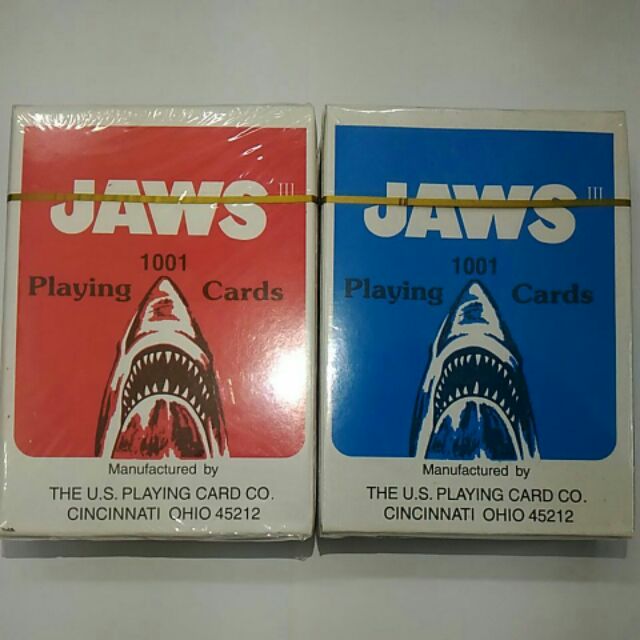 JAWS III
1001
Playing Cards
Manufactured by
THE U.S. PLAYING CARD CO.
CINCINNATI OHIO 45212
JAWS III
1001
Playing Cards
Manufactured by
THE U.S. PLAYING CARD CO.
CINCINNATI OHIO 45212